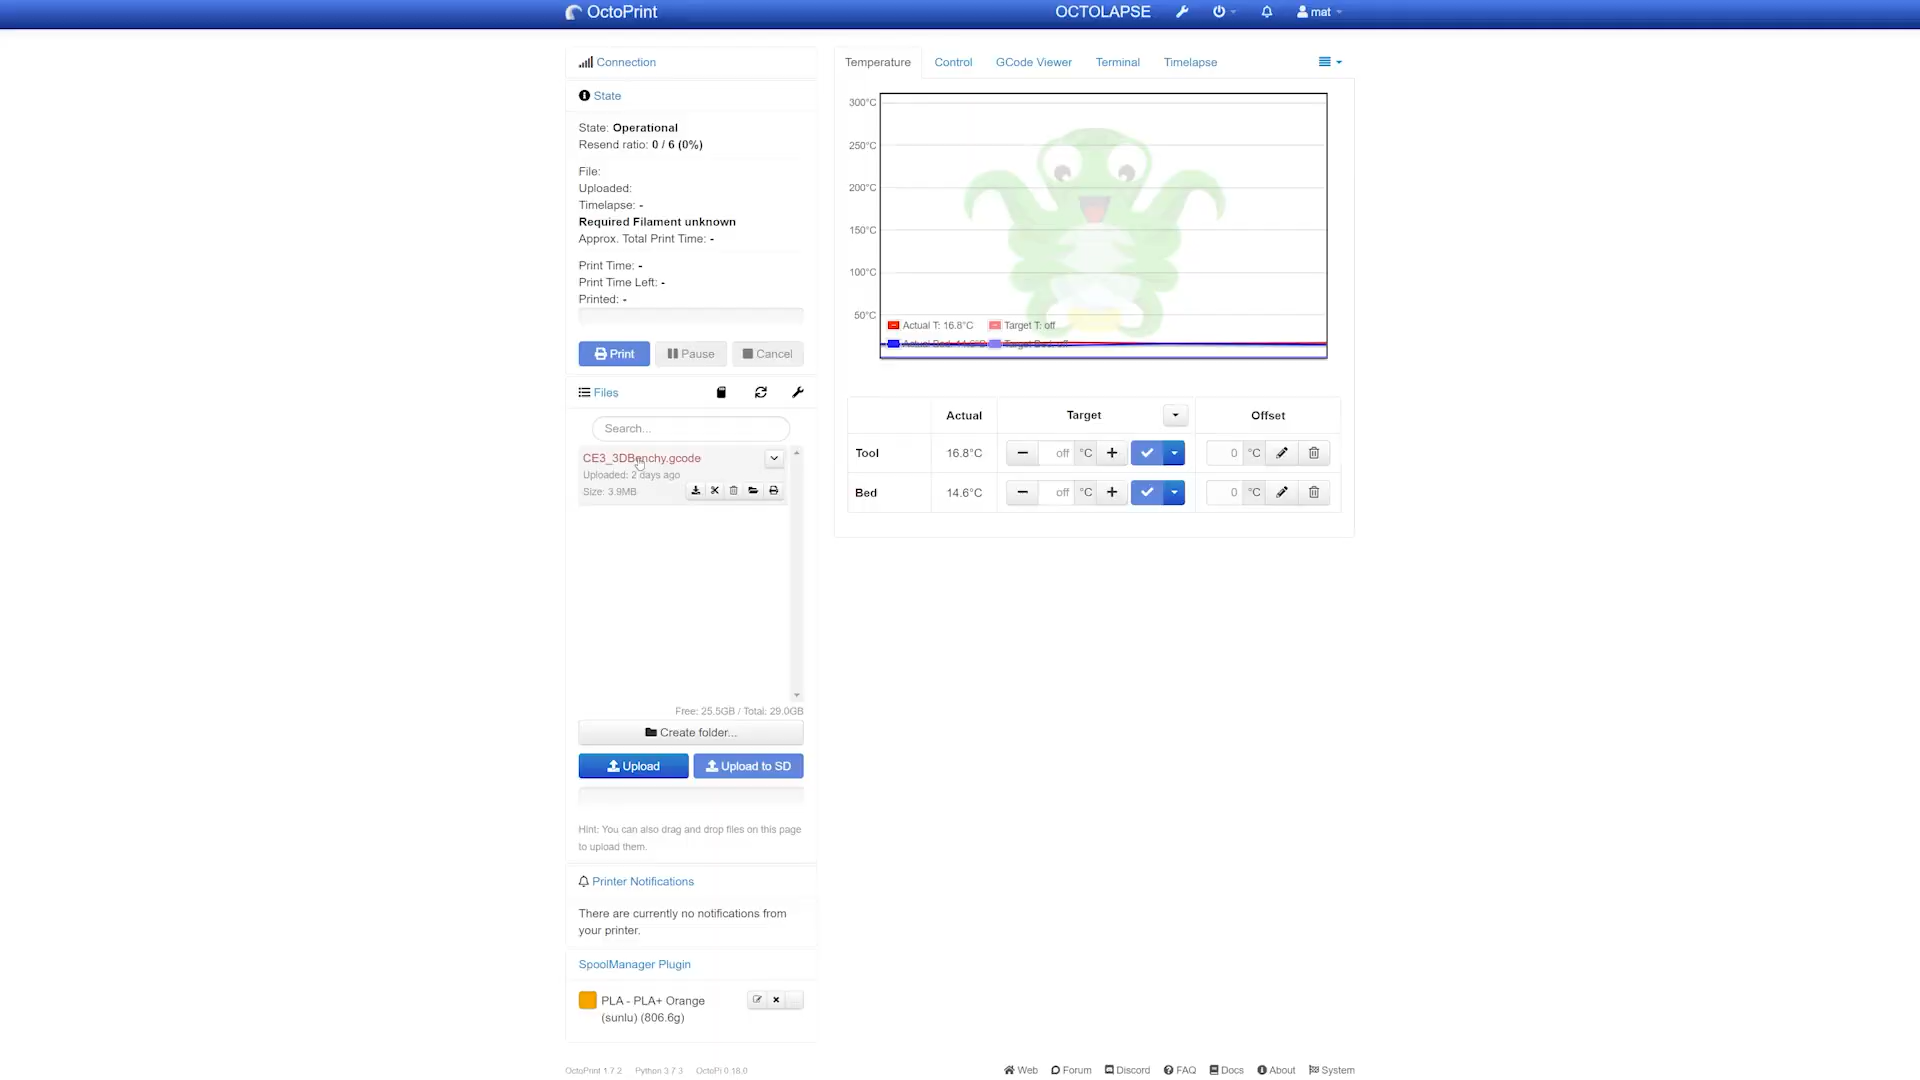 OctoPrint
OCTOLAPSE
mat
Connection
State
State: Operational
Resend ratio: 0 / 6 (0%)
File:
Uploaded:
Timelapse: -
Required Filament unknown
Approx. Total Print Time: -
Print Time: -
Print Time Left: -
Printed: -
Print
Pause
Cancel
Files
Search...
CE3_3DBenchy.gcode
Uploaded: 2 days ago
Size: 3.9MB
Free: 25.5GB / Total: 29.0GB
Create folder...
Upload
Upload to SD
Hint: You can also drag and drop files on this page
to upload them.
Printer Notifications
There are currently no notifications from
your printer.
SpoolManager Plugin
PLA - PLA+ Orange
(sunlu) (806.6g)
Temperature
Control
GCode Viewer
Terminal
Timelapse
300°C
250°C
200°C
150°C
100°C
50°C
Actual T: 16.8°C
Target T: off
Actual Bed: 14.6°C
Target Bed: off
Actual
Target
Offset
Tool
16.8°C
off °C
0 °C
Bed
14.6°C
off °C
0 °C
OctoPrint 1.7.2
Python 3.7.3
OctoPi 0.18.0
Web
Forum
Discord
FAQ
Docs
About
System